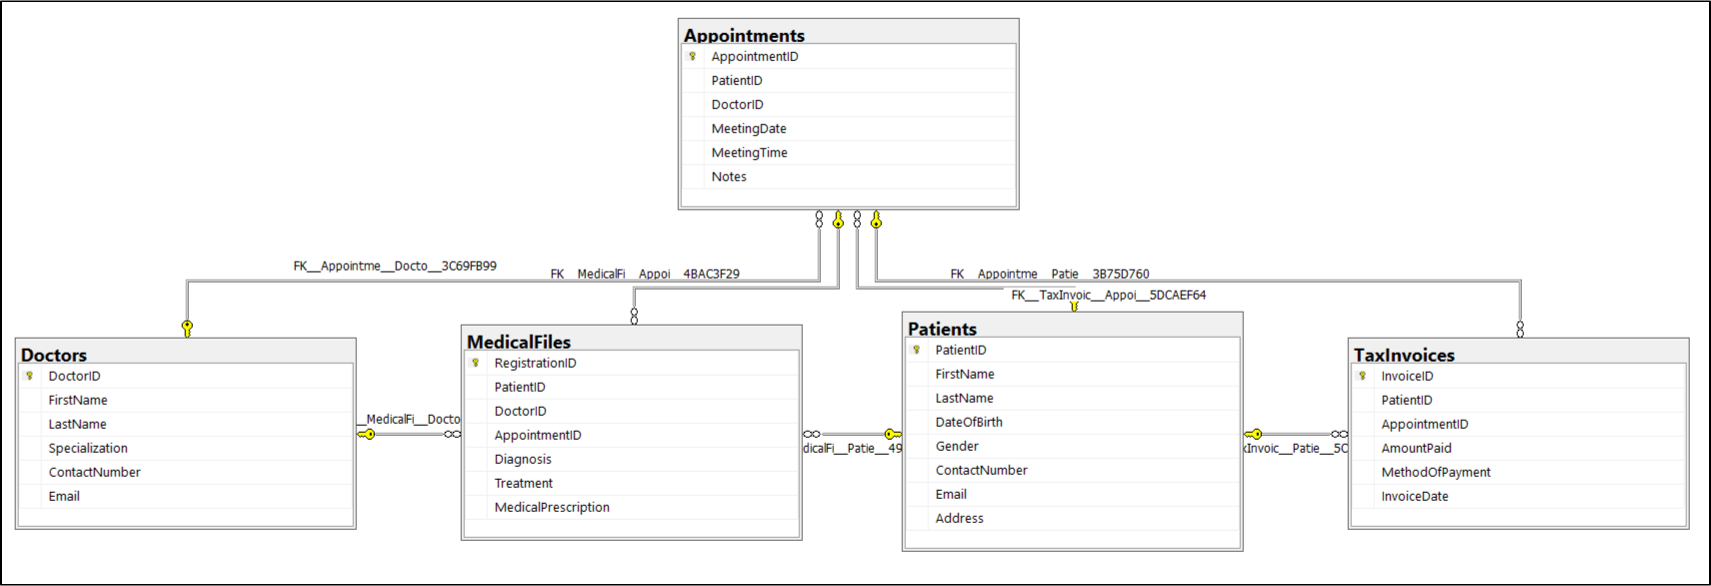 Appointments
AppointmentID
PatientID
DoctorID
MeetingDate
MeetingTime
Notes
FK__Appointme__Docto__3C69FB99
FK__MedicalFi__Appoi__4BAC3F29
FK__Appointme__Patie__3B75D760
FK__TaxInvoic__Appoi__5DCAEF64
Doctors
DoctorID
FirstName
LastName
Specialization
ContactNumber
Email
__MedicalFi__Docto
MedicalFiles
RegistrationID
PatientID
DoctorID
AppointmentID
Diagnosis
Treatment
MedicalPrescription
dicalFi__Patie__49
Patients
PatientID
FirstName
LastName
DateOfBirth
Gender
ContactNumber
Email
Address
xInvoic__Patie__5C
TaxInvoices
InvoiceID
PatientID
AppointmentID
AmountPaid
MethodOfPayment
InvoiceDate